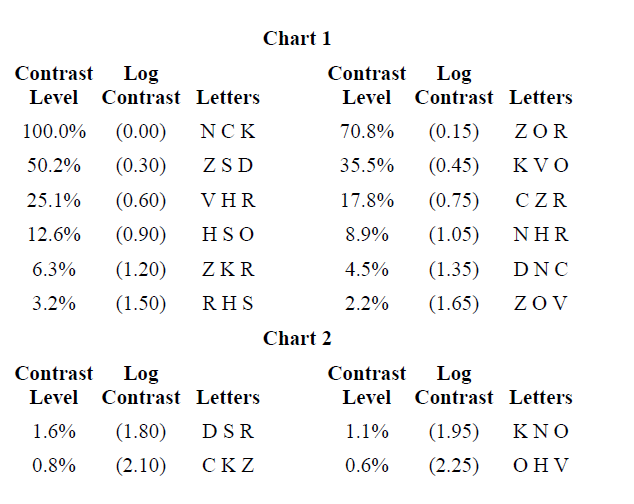 Chart 1
Contrast Log Contrast Log
Level Contrast Letters Level Contrast Letters
100.0% (0.00) N C K 70.8% (0.15) Z O R
50.2% (0.30) Z S D 35.5% (0.45) K V O
25.1% (0.60) V H R 17.8% (0.75) C Z R
12.6% (0.90) H S O 8.9% (1.05) N H R
6.3% (1.20) Z K R 4.5% (1.35) D N C
3.2% (1.50) R H S 2.2% (1.65) Z O V
Chart 2
Contrast Log Contrast Log
Level Contrast Letters Level Contrast Letters
1.6% (1.80) D S R 1.1% (1.95) K N O
0.8% (2.10) C K Z 0.6% (2.25) O H V